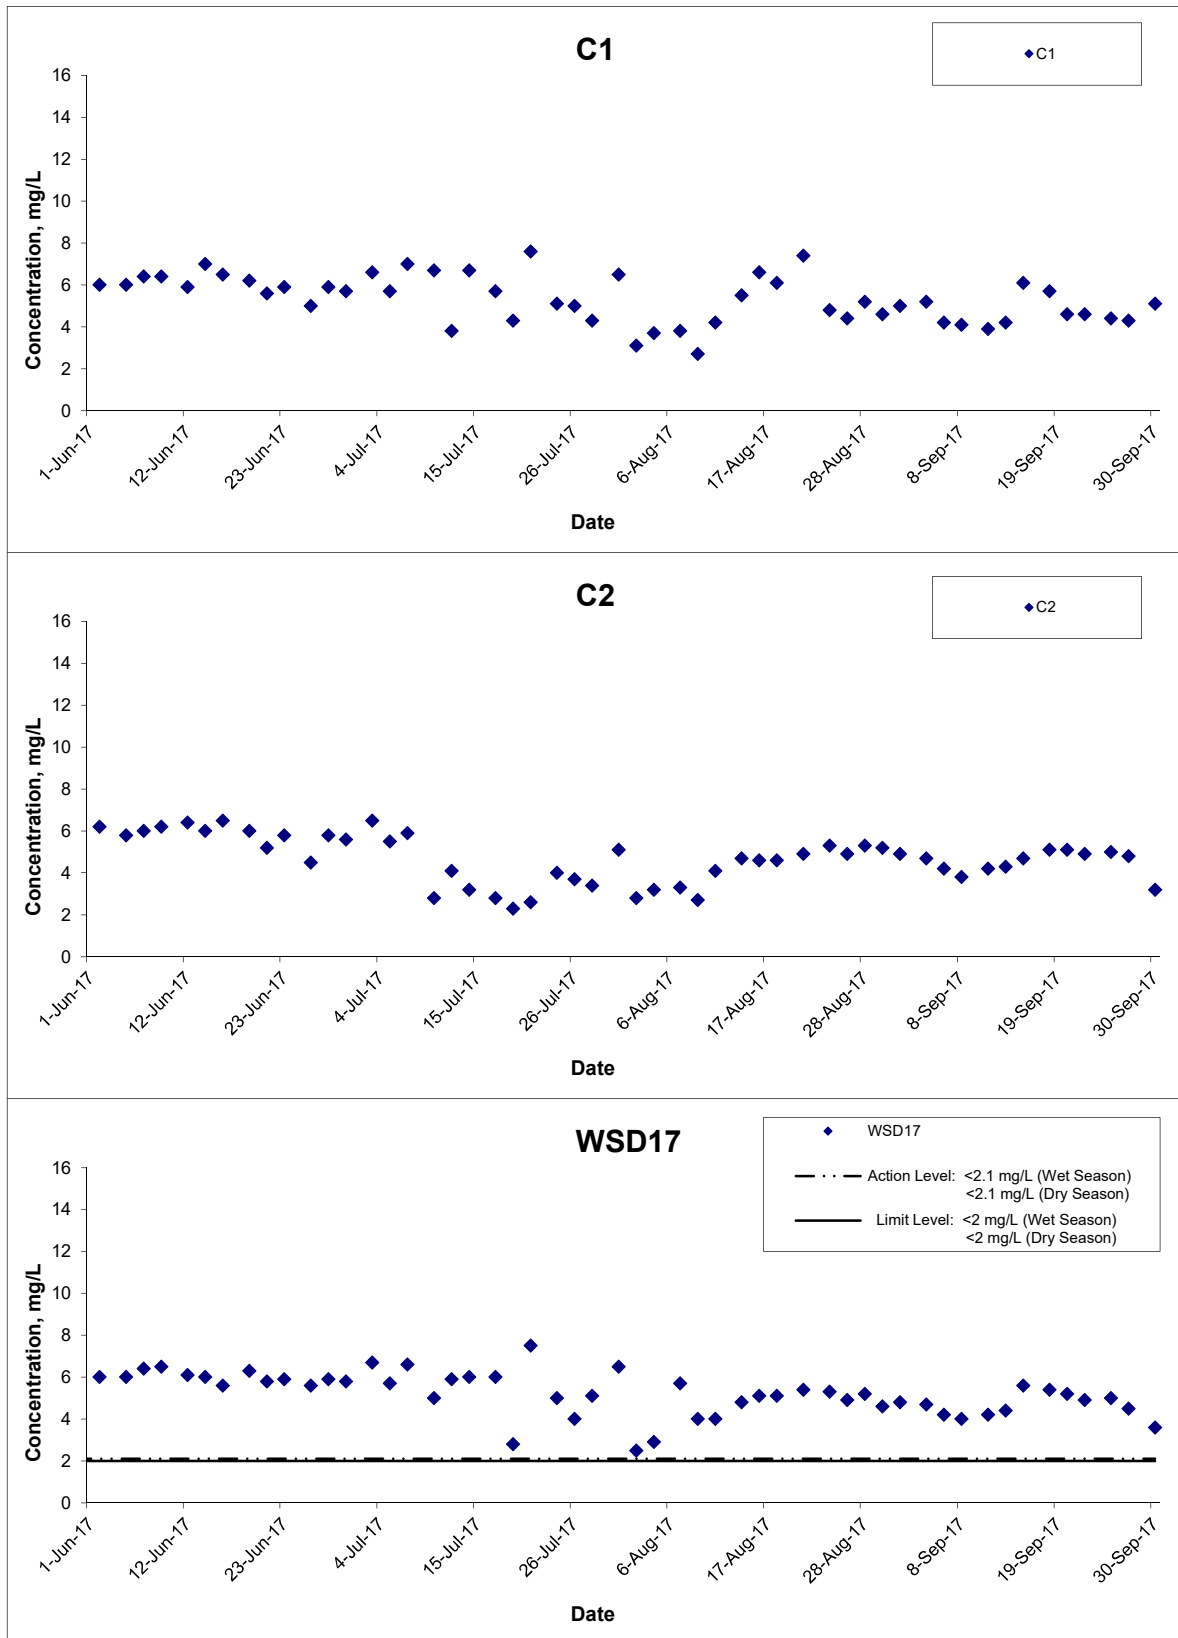 C1
C1
16
14
12
10
8
6
4
2
0
Concentration, mg/L
1-Jun-17
12-Jun-17
23-Jun-17
4-Jul-17
15-Jul-17
26-Jul-17
6-Aug-17
17-Aug-17
28-Aug-17
8-Sep-17
19-Sep-17
30-Sep-17
Date
C2
C2
16
14
12
10
8
6
4
2
0
Concentration, mg/L
1-Jun-17
12-Jun-17
23-Jun-17
4-Jul-17
15-Jul-17
26-Jul-17
6-Aug-17
17-Aug-17
28-Aug-17
8-Sep-17
19-Sep-17
30-Sep-17
Date
WSD17
WSD17
Action Level: <2.1 mg/L (Wet Season)
<2.1 mg/L (Dry Season)
Limit Level: <2 mg/L (Wet Season)
<2 mg/L (Dry Season)
16
14
12
10
8
6
4
2
0
Concentration, mg/L
1-Jun-17
12-Jun-17
23-Jun-17
4-Jul-17
15-Jul-17
26-Jul-17
6-Aug-17
17-Aug-17
28-Aug-17
8-Sep-17
19-Sep-17
30-Sep-17
Date